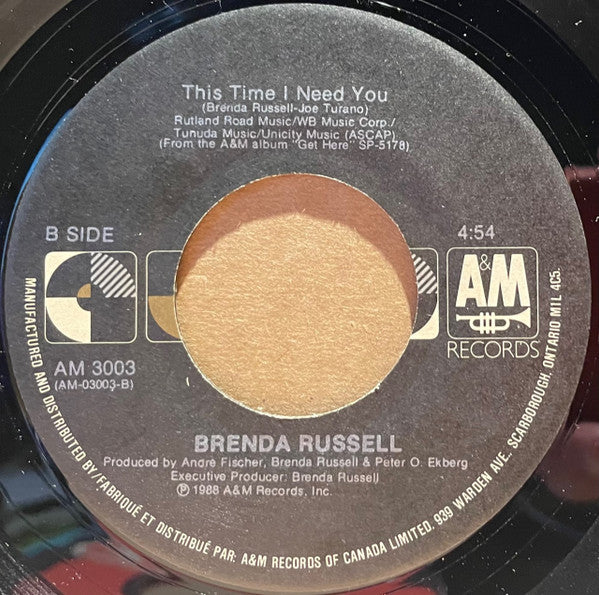 This Time I Need You
(Brenda Russell-Joe Turano)
Rutland Road Music/WB Music Corp./
Tunuda Music/Unicity Music (ASCAP)
(From the A&M album "Get Here" SP-5178)
B SIDE
4:54
A&M
RECORDS
AM 3003
(AM-03003-B)
BRENDA RUSSELL
Produced by André Fischer, Brenda Russell & Peter O. Ekberg
Executive Producer: Brenda Russell
℗ 1988 A&M Records, Inc.
MANUFACTURED AND DISTRIBUTED BY/FABRIQUÉ ET DISTRIBUÉ PAR: A&M RECORDS OF CANADA LIMITED. 939 WARDEN AVE. SCARBOROUGH, ONTARIO M1L 4C5.